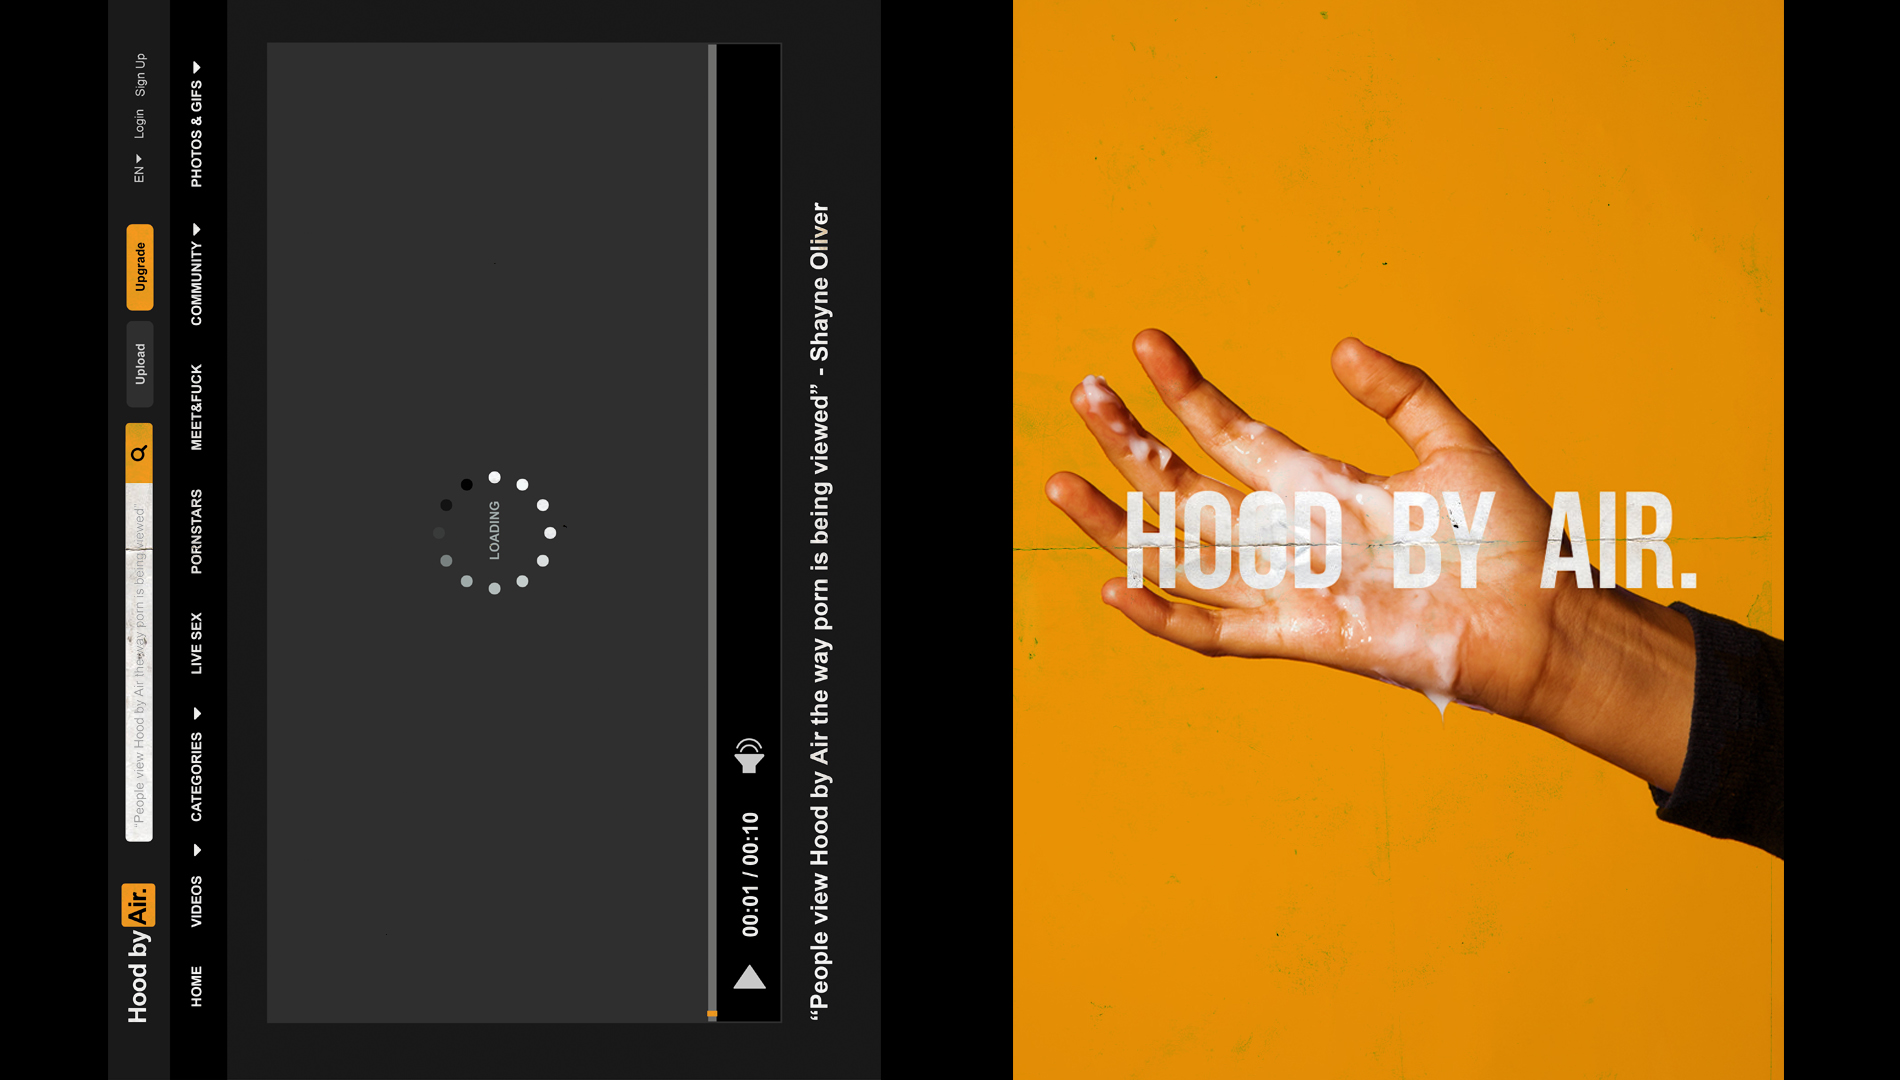 Hood by Air.
“People view Hood by Air the way porn is being viewed”
Upload
Upgrade
EN Login Sign Up
HOME VIDEOS CATEGORIES LIVE SEX PORNSTARS MEET&FUCK COMMUNITY PHOTOS & GIFS
LOADING
00:01 / 00:10
“People view Hood by Air the way porn is being viewed” - Shayne Oliver
HOOD BY AIR.